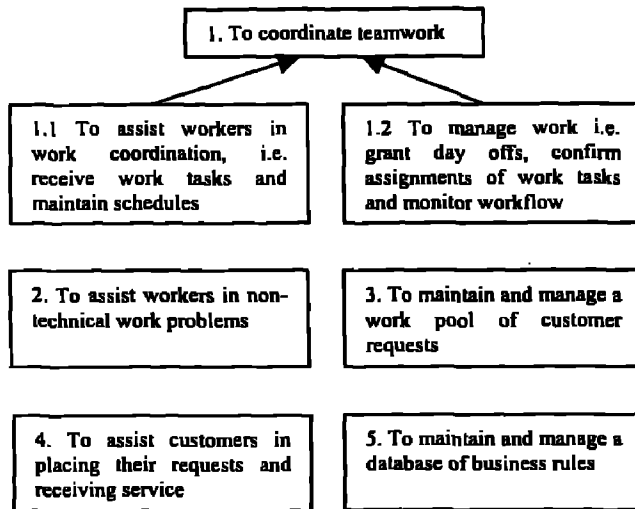 1. To coordinate teamwork
1.1 To assist workers in
work coordination, i.e.
receive work tasks and
maintain schedules
1.2 To manage work i.e.
grant day offs, confirm
assignments of work tasks
and monitor workflow
2. To assist workers in non-
technical work problems
3. To maintain and manage a
work pool of customer
requests
4. To assist customers in
placing their requests and
receiving service
5. To maintain and manage a
database of business rules